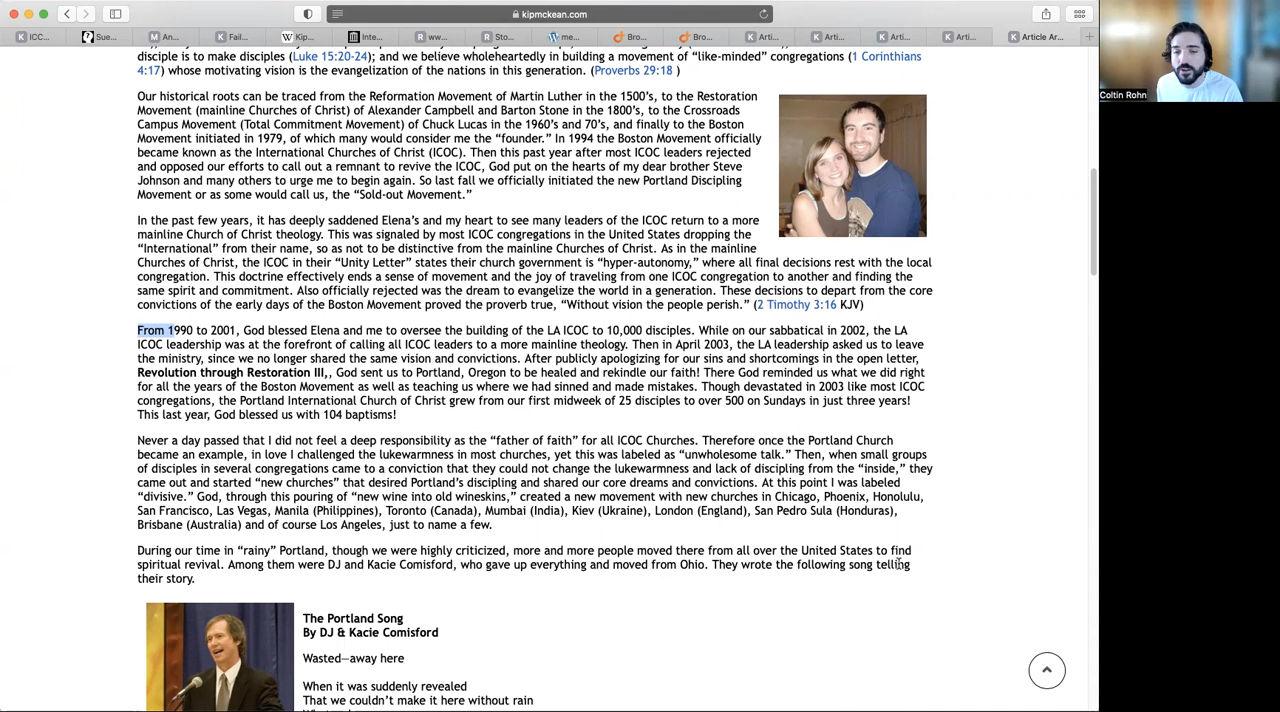 kipmckean.com
ICC...
Sue...
An...
Fail...
Kip...
Inte...
ww...
Sto...
me...
Bro:...
Bro:...
Arti...
Arti...
Arti...
Arti...
Article Ar...
disciple is to make disciples (Luke 15:20-24); and we believe wholeheartedly in building a movement of “like-minded” congregations (1 Corinthians
4:17) whose motivating vision is the evangelization of the nations in this generation. (Proverbs 29:18 )
Our historical roots can be traced from the Reformation Movement of Martin Luther in the 1500’s, to the Restoration
Movement (mainline Churches of Christ) of Alexander Campbell and Barton Stone in the 1800’s, to the Crossroads
Campus Movement (Total Commitment Movement) of Chuck Lucas in the 1960’s and 70’s, and finally to the Boston
Movement initiated in 1979, of which many would consider me the “founder.” In 1994 the Boston Movement officially
became known as the International Churches of Christ (ICOC). Then this past year after most ICOC leaders rejected
and opposed our efforts to call out a remnant to revive the ICOC, God put on the hearts of my dear brother Steve
Johnson and many others to urge me to begin again. So last fall we officially initiated the new Portland Discipling
Movement or as some would call us, the “Sold-out Movement.”
In the past few years, it has deeply saddened Elena’s and my heart to see many leaders of the ICOC return to a more
mainline Church of Christ theology. This was signaled by most ICOC congregations in the United States dropping the
“International” from their name, so as not to be distinctive from the mainline Churches of Christ. As in the mainline
Churches of Christ, the ICOC in their “Unity Letter” states their church government is “hyper-autonomy,” where all final decisions rest with the local
congregation. This doctrine effectively ends a sense of movement and the joy of traveling from one ICOC congregation to another and finding the
same spirit and commitment. Also officially rejected was the dream to evangelize the world in a generation. These decisions to depart from the core
convictions of the early days of the Boston Movement proved the proverb true, “Without vision the people perish.” (2 Timothy 3:16 KJV)
From 1990 to 2001, God blessed Elena and me to oversee the building of the LA ICOC to 10,000 disciples. While on our sabbatical in 2002, the LA
ICOC leadership was at the forefront of calling all ICOC leaders to a more mainline theology. Then in April 2003, the LA leadership asked us to leave
the ministry, since we no longer shared the same vision and convictions. After publicly apologizing for our sins and shortcomings in the open letter,
Revolution through Restoration III,, God sent us to Portland, Oregon to be healed and rekindle our faith! There God reminded us what we did right
for all the years of the Boston Movement as well as teaching us where we had sinned and made mistakes. Though devastated in 2003 like most ICOC
congregations, the Portland International Church of Christ grew from our first midweek of 25 disciples to over 500 on Sundays in just three years!
This last year, God blessed us with 104 baptisms!
Never a day passed that I did not feel a deep responsibility as the “father of faith” for all ICOC Churches. Therefore once the Portland Church
became an example, in love I challenged the lukewarmness in most churches, yet this was labeled as “unwholesome talk.” Then, when small groups
of disciples in several congregations came to a conviction that they could not change the lukewarmness and lack of discipling from the “inside,” they
came out and started “new churches” that desired Portland’s discipling and shared our core dreams and convictions. At this point I was labeled
“divisive.” God, through this pouring of “new wine into old wineskins,” created a new movement with new churches in Chicago, Phoenix, Honolulu,
San Francisco, Las Vegas, Manila (Philippines), Toronto (Canada), Mumbai (India), Kiev (Ukraine), London (England), San Pedro Sula (Honduras),
Brisbane (Australia) and of course Los Angeles, just to name a few.
During our time in “rainy” Portland, though we were highly criticized, more and more people moved there from all over the United States to find
spiritual revival. Among them were DJ and Kacie Comisford, who gave up everything and moved from Ohio. They wrote the following song telling
their story.
The Portland Song
By DJ & Kacie Comisford
Wasted—away here
When it was suddenly revealed
That we couldn’t make it here without rain
Coltin Rohn